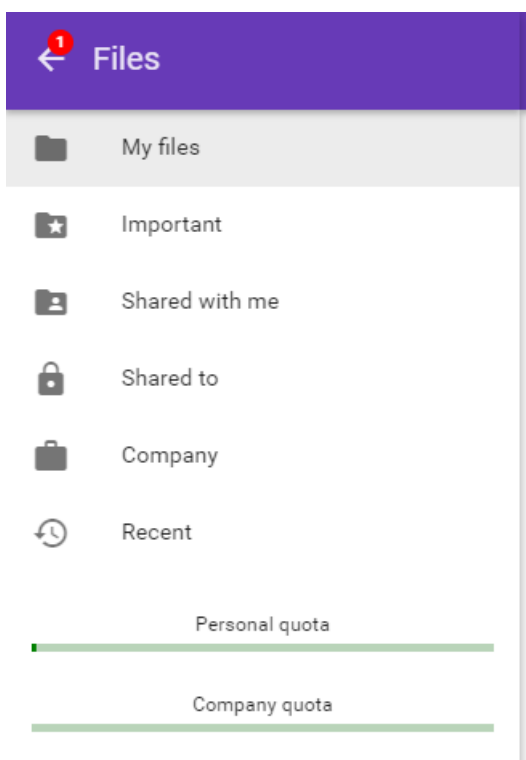 1
Files
My files
Important
Shared with me
Shared to
Company
Recent
Personal quota
Company quota